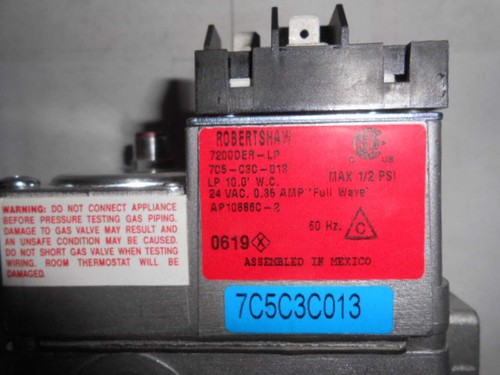 ROBERTSHAW
7200DER-LP
7C5-C3C-013
MAX 1/2 PSI
LP 10.0' W.C.
24 VAC. 0.35 AMP "Full Wave"
AP10886C-2
60 Hz.
C US
0619 X
C
ASSEMBLED IN MEXICO
7C5C3C013
WARNING: DO NOT CONNECT APPLIANCE
BEFORE PRESSURE TESTING GAS PIPING.
DAMAGE TO GAS VALVE MAY RESULT AND
AN UNSAFE CONDITION MAY BE CAUSED.
DO NOT SHORT GAS VALVE WHEN TESTING
WIRING. ROOM THERMOSTAT WILL BE
DAMAGED.